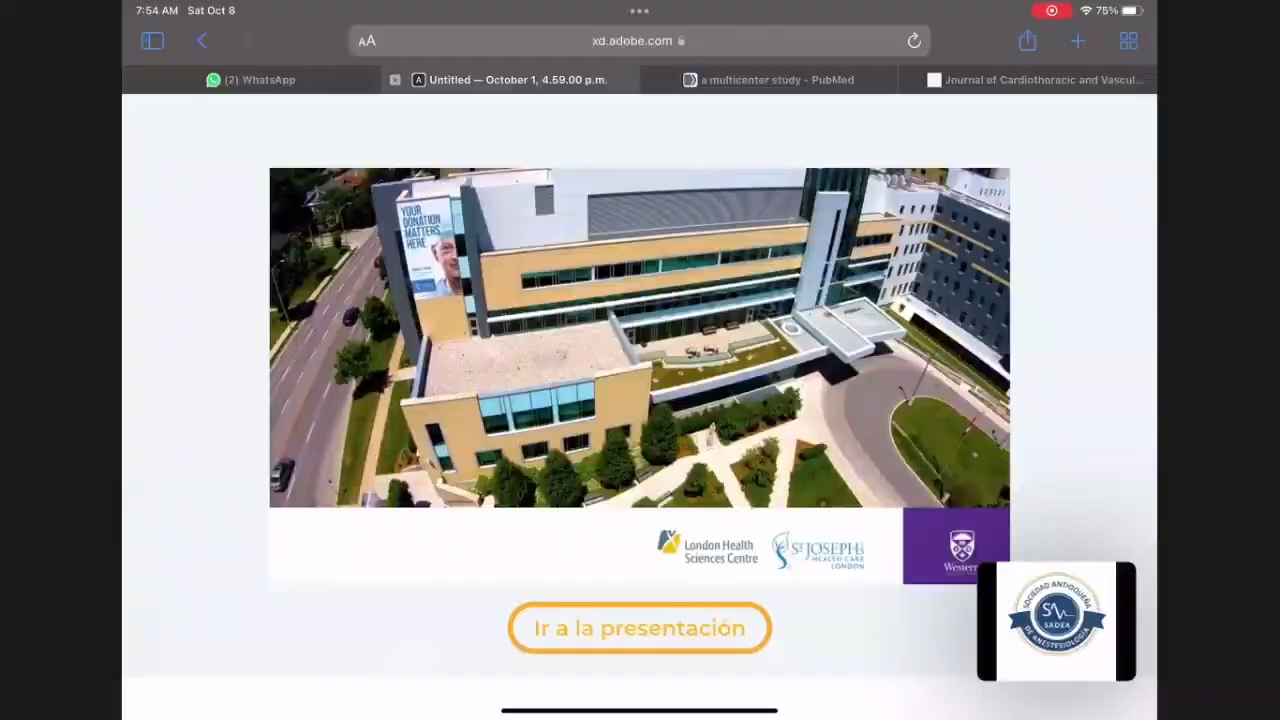 7:54 AM Sat Oct 8
75%
AA
xd.adobe.com
(2) WhatsApp
A Untitled — October 1, 4.59.00 p.m.
a multicenter study - PubMed
Journal of Cardiothoracic and Vascul...
YOUR
DONATION
MATTERS
HERE
London Health
Sciences Centre
ST JOSEPH'S
HEALTH CARE
LONDON
Western
Ir a la presentación
SOCIEDAD ANTIOQUEÑA
SADEA
DE ANESTESIOLOGÍA